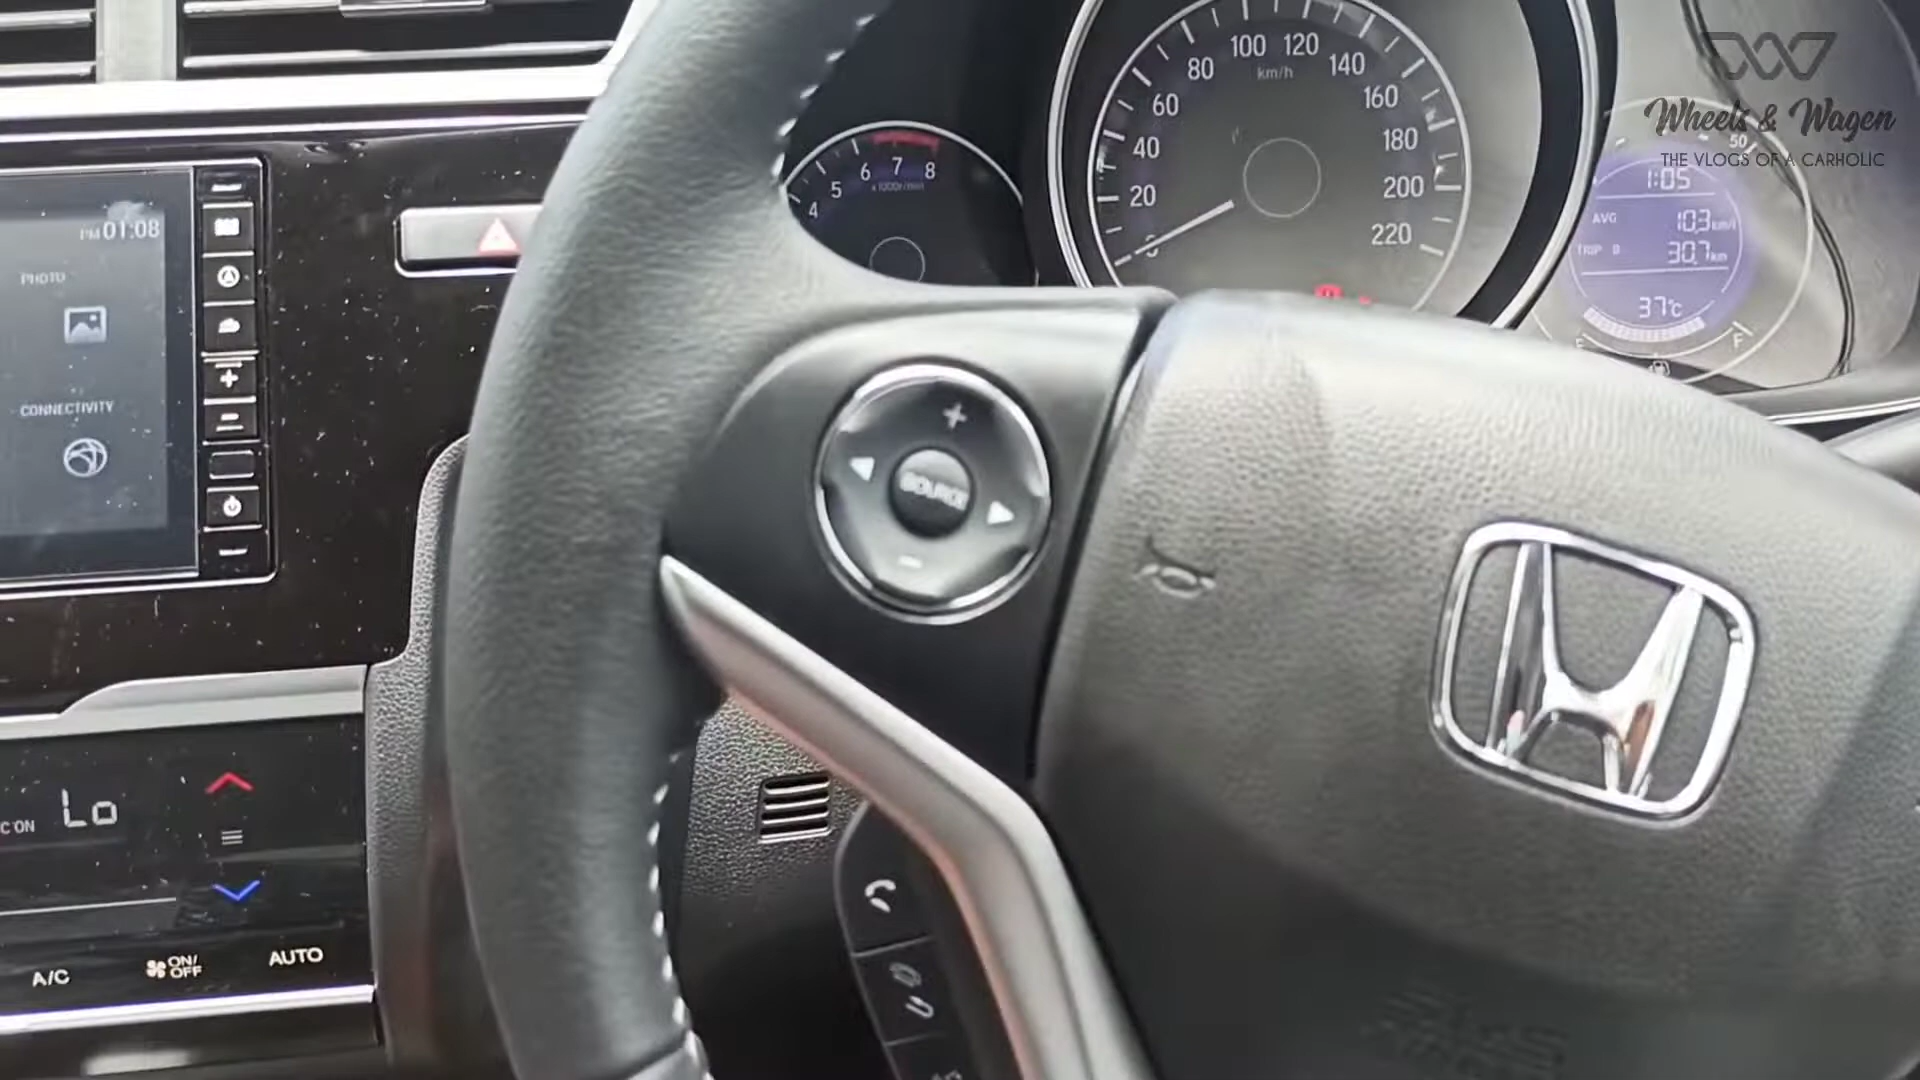 Wheels & Wagen
THE VLOGS OF A CARHOLIC
100 120
80 km/h 140
60 160
40 180
20 200
220
6 7 8
5 x1000r/min
4
50
1:05
AVG 10.3 km/l
TRIP B 30.7 km
37°C
E F
PM 01:08
PHOTO
CONNECTIVITY
SOURCE
Lo
A/C ON/OFF AUTO